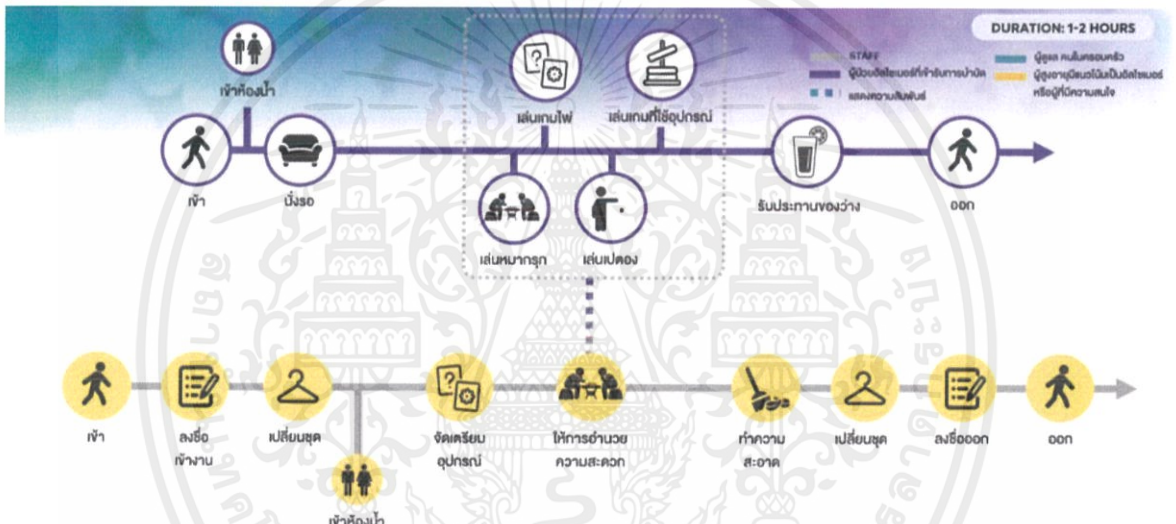 DURATION: 1-2 HOURS
STAFF
ผู้ดูแล คนในครอบครัว
ผู้ป่วยอัลไซเมอร์ที่เข้ารับการบำบัด
ผู้สูงอายุมีแนวโน้มเป็นอัลไซเมอร์
หรือผู้ที่มีความสนใจ
แสดงความสัมพันธ์
เข้าห้องน้ำ
เล่นเกมไพ่
เล่นเกมที่ใช้อุปกรณ์
เข้า
นั่งรอ
รับประทานของว่าง
ออก
เล่นหมากรุก
เล่นเปตอง
เข้า
ลงชื่อ
เข้างาน
เปลี่ยนชุด
จัดเตรียม
อุปกรณ์
ให้การอำนวย
ความสะดวก
ทำความ
สะอาด
เปลี่ยนชุด
ลงชื่อออก
ออก
เข้าห้องน้ำ